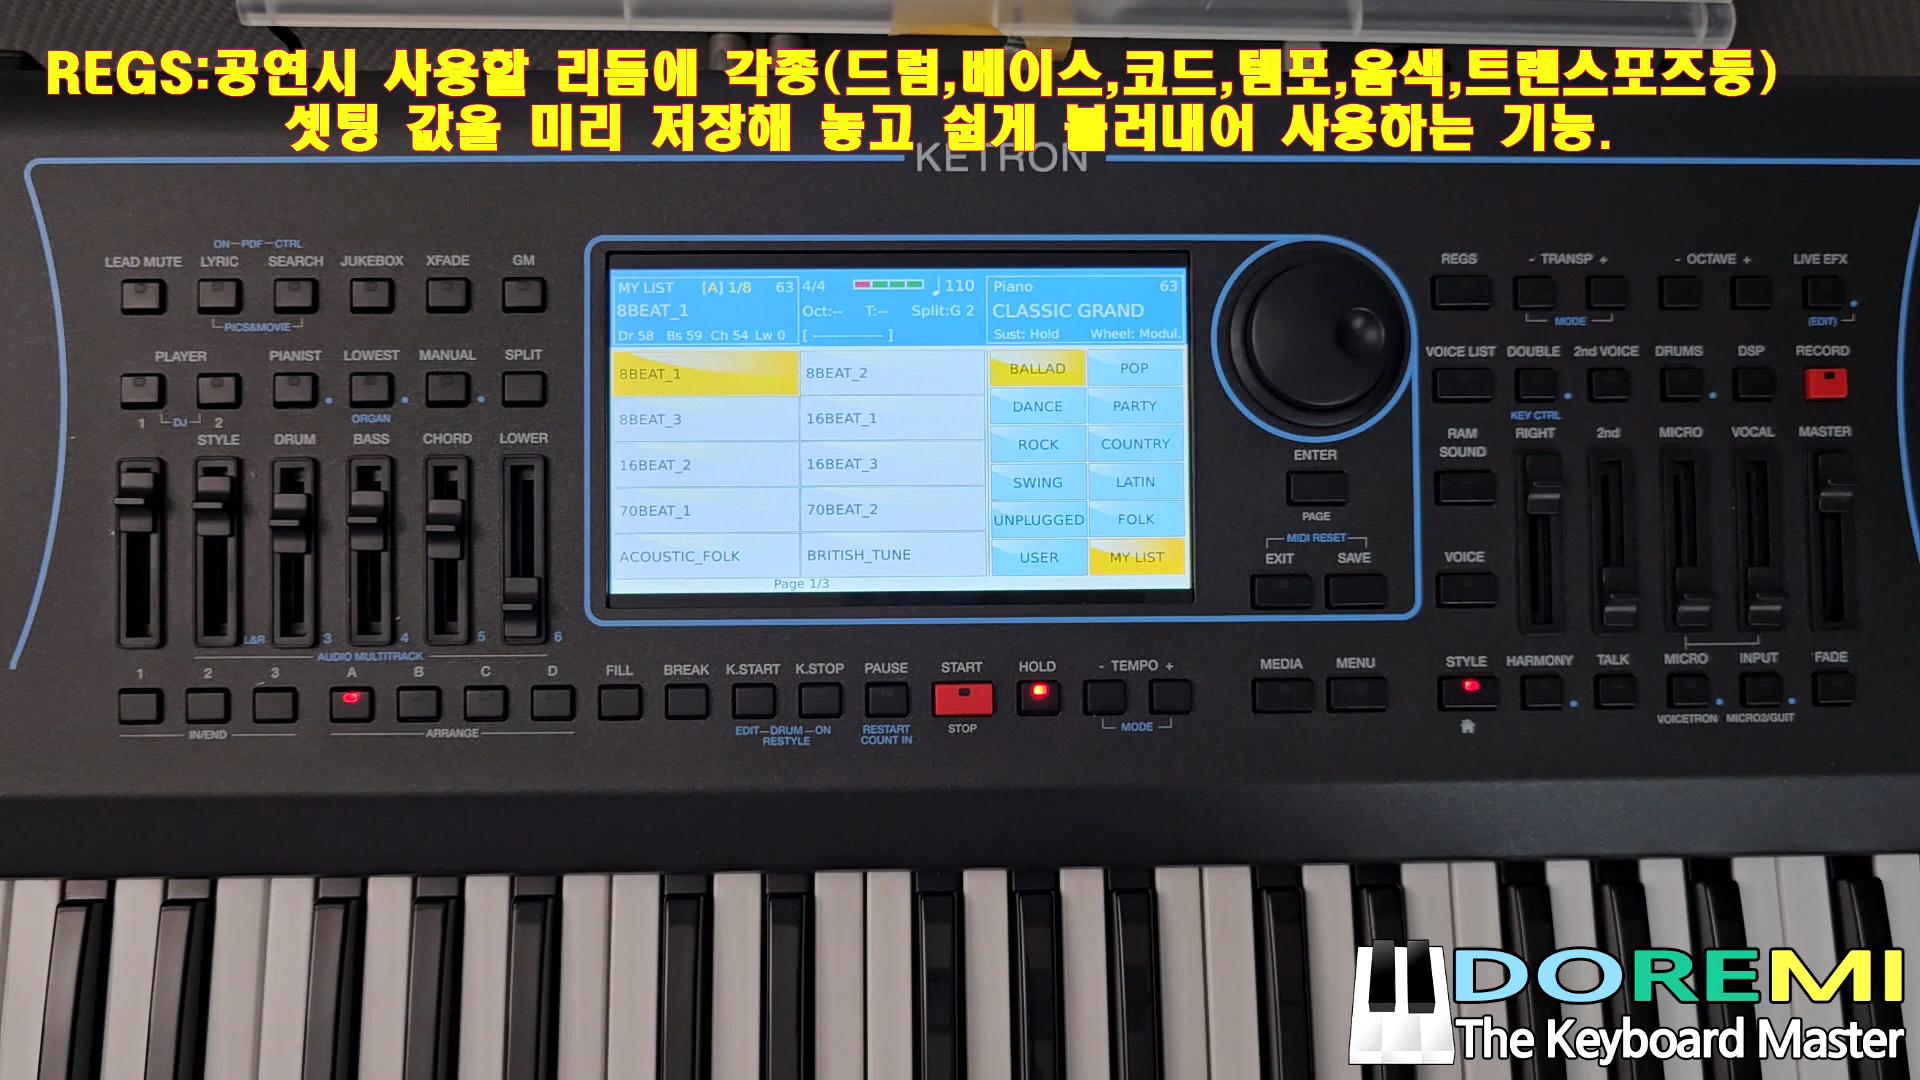 REGS:공연시 사용할 리듬에 각종(드럼,베이스,코드,템포,음색,트랜스포즈등)
셋팅 값을 미리 저장해 놓고 쉽게 불러내어 사용하는 기능.
KETRON
ON-PDF-CTRL
LEAD MUTE LYRIC SEARCH JUKEBOX XFADE GM
PICS&MOVIE
PLAYER PIANIST LOWEST MANUAL SPLIT
1 DJ 2 ORGAN
STYLE DRUM BASS CHORD LOWER
L&R 3 4 5 6
AUDIO MULTITRACK
1 2 3 A B C D
IN/END ARRANGE
FILL BREAK K.START K.STOP PAUSE START HOLD - TEMPO +
EDIT-DRUM-ON RESTART STOP MODE
RESTYLE COUNT IN
MY LIST [A] 1/8 63 4/4 110 Piano 63
8BEAT_1 Oct:-- T:-- Split:G 2 CLASSIC GRAND
Dr 58 Bs 59 Ch 54 Lw 0 [ -------------- ] Sust: Hold Wheel: Modul.
8BEAT_1 8BEAT_2 BALLAD POP
8BEAT_3 16BEAT_1 DANCE PARTY
16BEAT_2 16BEAT_3 ROCK COUNTRY
70BEAT_1 70BEAT_2 SWING LATIN
ACOUSTIC_FOLK BRITISH_TUNE UNPLUGGED FOLK
USER MY LIST
Page 1/3
ENTER
PAGE
MIDI RESET
EXIT SAVE
MEDIA MENU
REGS - TRANSP + - OCTAVE + LIVE EFX
MODE (EDIT)
VOICE LIST DOUBLE 2nd VOICE DRUMS DSP RECORD
KEY CTRL
RAM SOUND RIGHT 2nd MICRO VOCAL MASTER
VOICE
STYLE HARMONY TALK MICRO INPUT FADE
VOICETRON MICRO2/GUIT
DOREMI
The Keyboard Master